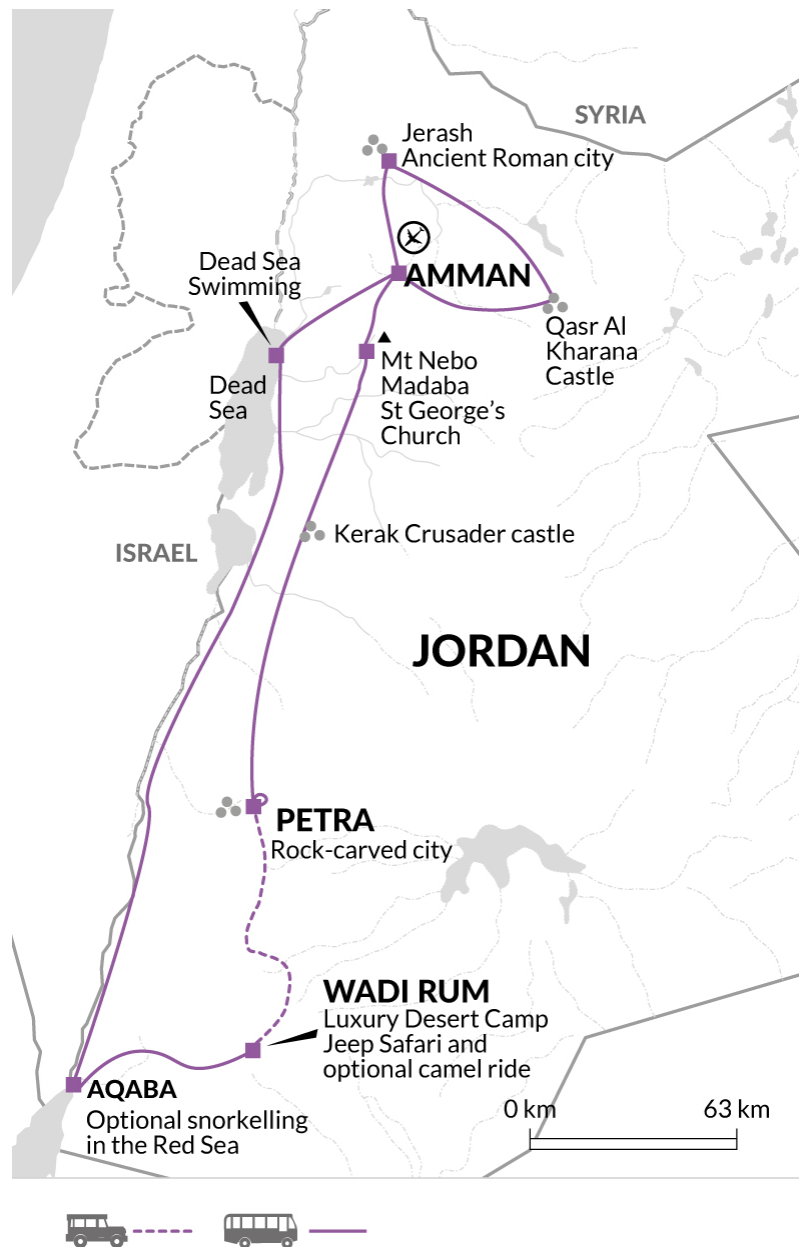 SYRIA
Jerash
Ancient Roman city
Dead Sea
Swimming
AMMAN
Qasr Al
Kharana
Castle
Mt Nebo
Madaba
St George’s
Church
Dead
Sea
Kerak Crusader castle
ISRAEL
JORDAN
PETRA
Rock-carved city
WADI RUM
Luxury Desert Camp
Jeep Safari and
optional camel ride
AQABA
Optional snorkelling
in the Red Sea
0 km 63 km